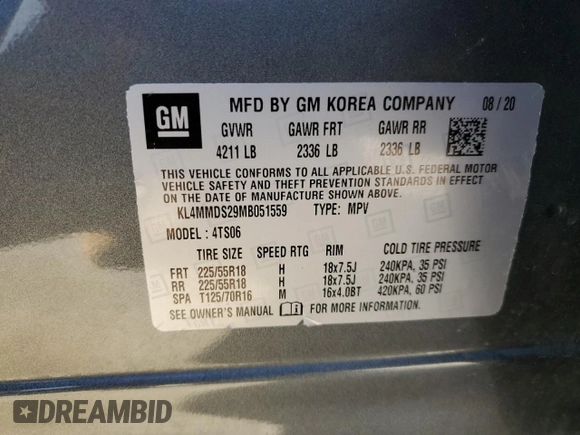 GM
MFD BY GM KOREA COMPANY 08 / 20
GVWR GAWR FRT GAWR RR
4211 LB 2336 LB 2336 LB
THIS VEHICLE CONFORMS TO ALL APPLICABLE U.S. FEDERAL MOTOR
VEHICLE SAFETY AND THEFT PREVENTION STANDARDS IN EFFECT
ON THE DATE OF MANUFACTURE SHOWN ABOVE.
KL4MMDS29MB051559 TYPE: MPV
MODEL : 4TS06
TIRE SIZE SPEED RTG RIM COLD TIRE PRESSURE
FRT 225/55R18 H 18x7.5J 240KPA, 35 PSI
RR 225/55R18 H 18x7.5J 240KPA, 35 PSI
SPA T125/70R16 M 16x4.0BT 420KPA, 60 PSI
SEE OWNER'S MANUAL FOR MORE INFORMATION.
DREAMBID